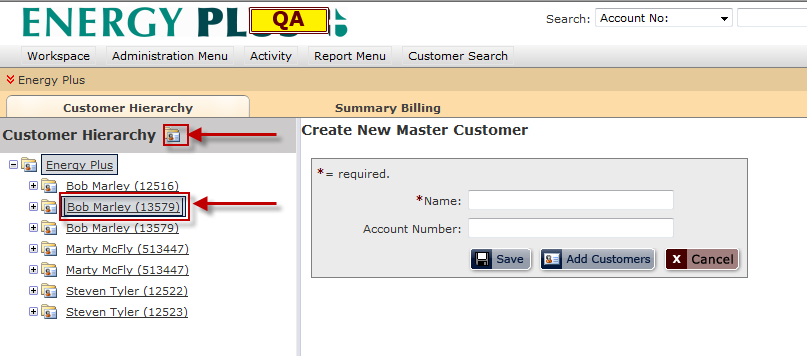 ENERGY PLUS
QA
Search: Account No:
Workspace Administration Menu Activity Report Menu Customer Search
Energy Plus
Customer Hierarchy Summary Billing
Customer Hierarchy
Energy Plus
Bob Marley (12516)
Bob Marley (13579)
Bob Marley (13579)
Marty McFly (513447)
Marty McFly (513447)
Steven Tyler (12522)
Steven Tyler (12523)
Create New Master Customer
*= required.
*Name:
Account Number:
Save Add Customers X Cancel